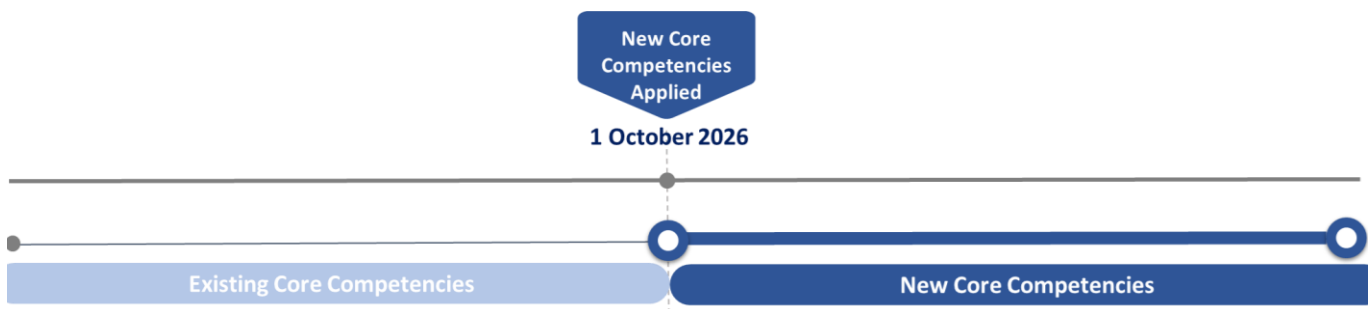 New Core
Competencies
Applied
1 October 2026
Existing Core Competencies
New Core Competencies